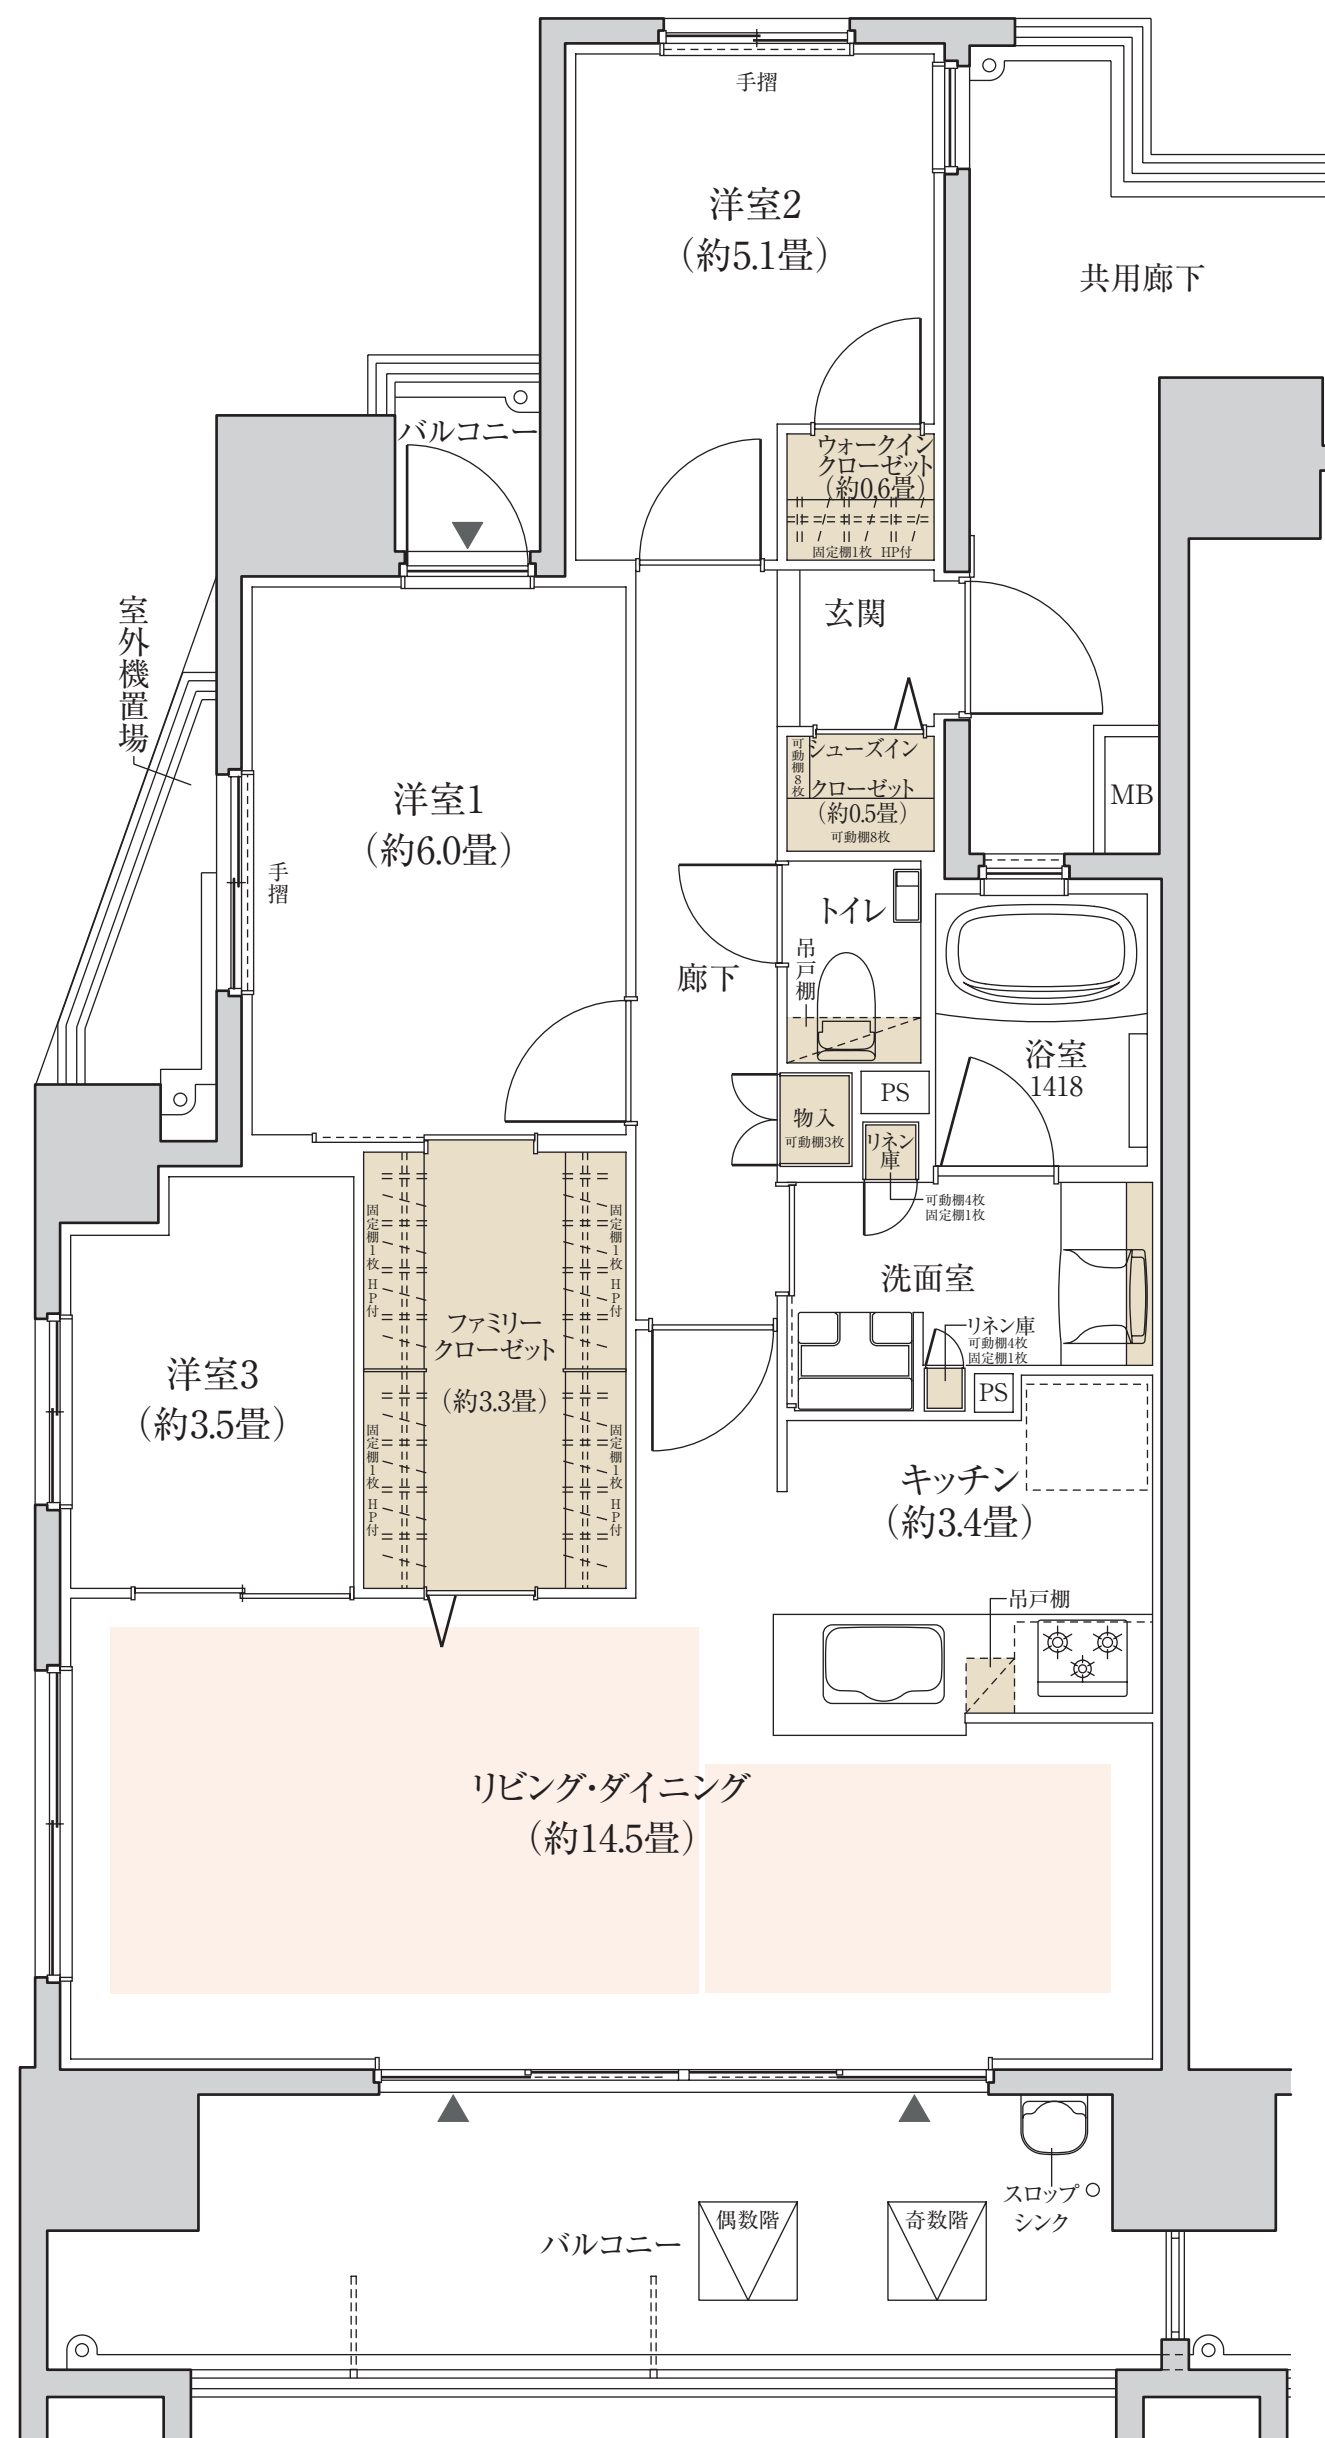 手摺
洋室2
（約5.1畳）
共用廊下
バルコニー
ウォークイン
クローゼット
（約0.6畳）
固定棚1枚 HP付
室外機置場
玄関
可動棚8枚
シューズイン
クローゼット
（約0.5畳）
可動棚8枚
MB
洋室1
（約6.0畳）
手摺
トイレ
吊戸棚
廊下
浴室
1418
PS
物入
可動棚3枚
リネン
庫
可動棚4枚
固定棚1枚
洗面室
リネン庫
可動棚4枚
固定棚1枚
PS
固定棚1枚 HP付
固定棚1枚 HP付
ファミリー
クローゼット
（約3.3畳）
固定棚1枚 HP付
固定棚1枚 HP付
洋室3
（約3.5畳）
キッチン
（約3.4畳）
吊戸棚
リビング・ダイニング
（約14.5畳）
スロップ
シンク
バルコニー
偶数階
奇数階